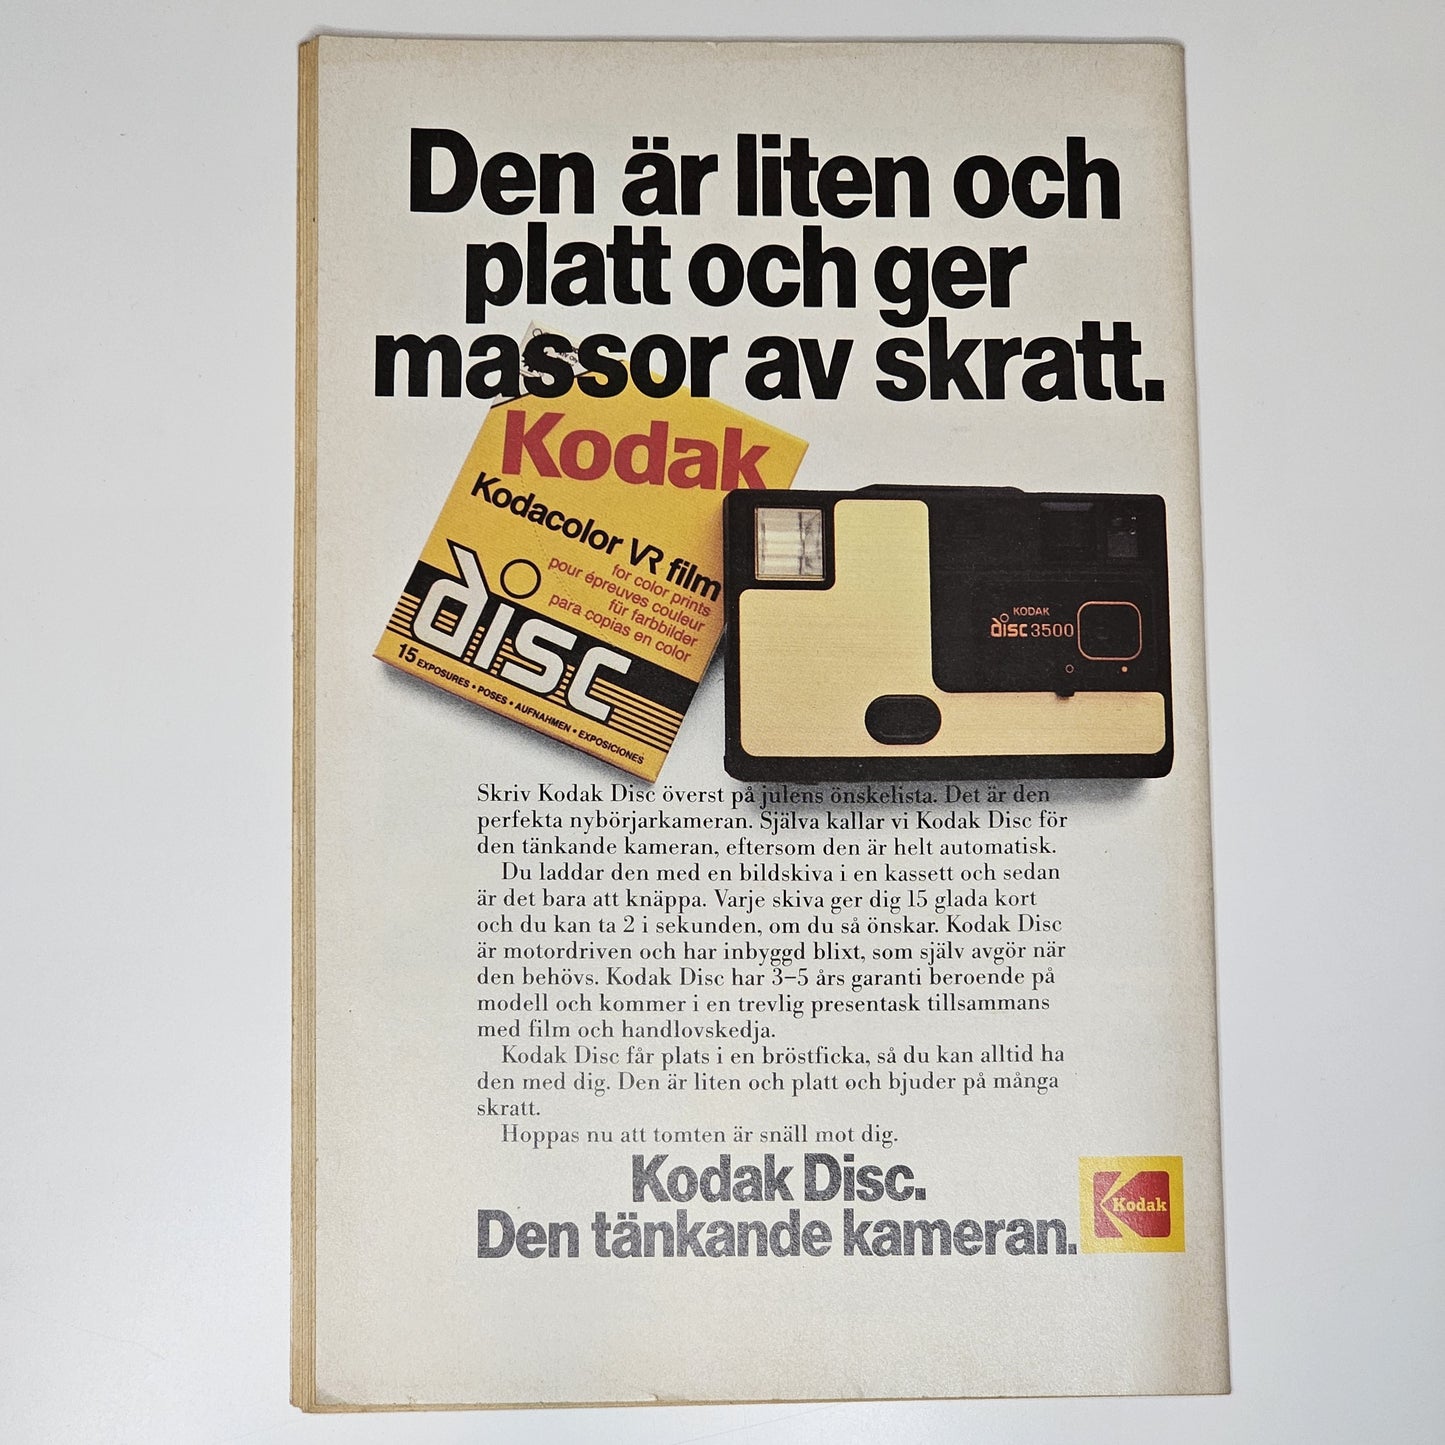 Den är liten och
platt och ger
massor av skratt.
Kodak
Kodacolor VR film
for color prints
pour épreuves couleur
für farbbilder
para copias en color
disc
15 EXPOSURES • POSES • AUFNAHMEN • EXPOSICIONES
KODAK
disc 3500
Skriv Kodak Disc överst på julens önskelista. Det är den
perfekta nybörjarkameran. Själva kallar vi Kodak Disc för
den tänkande kameran, eftersom den är helt automatisk.
Du laddar den med en bildskiva i en kassett och sedan
är det bara att knäppa. Varje skiva ger dig 15 glada kort
och du kan ta 2 i sekunden, om du så önskar. Kodak Disc
är motordriven och har inbyggd blixt, som själv avgör när
den behövs. Kodak Disc har 3–5 års garanti beroende på
modell och kommer i en trevlig presentask tillsammans
med film och handlovskedja.
Kodak Disc får plats i en bröstficka, så du kan alltid ha
den med dig. Den är liten och platt och bjuder på många
skratt.
Hoppas nu att tomten är snäll mot dig.
Kodak Disc.
Den tänkande kameran.
Kodak